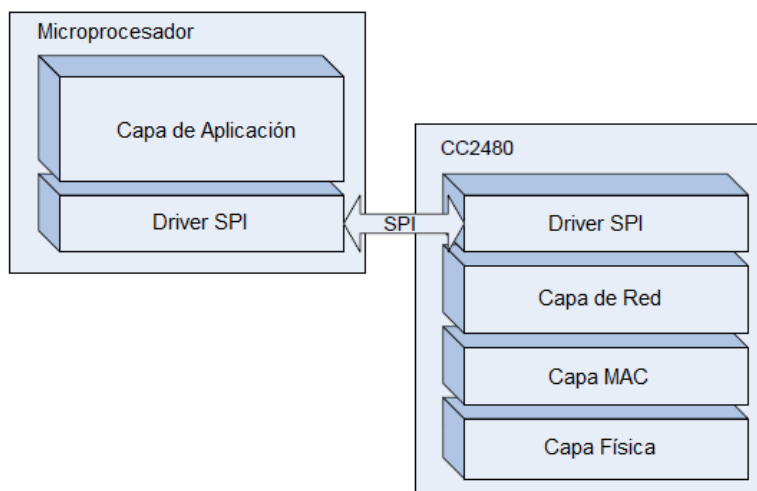 Microprocesador
Capa de Aplicación
Driver SPI
SPI
CC2480
Driver SPI
Capa de Red
Capa MAC
Capa Física